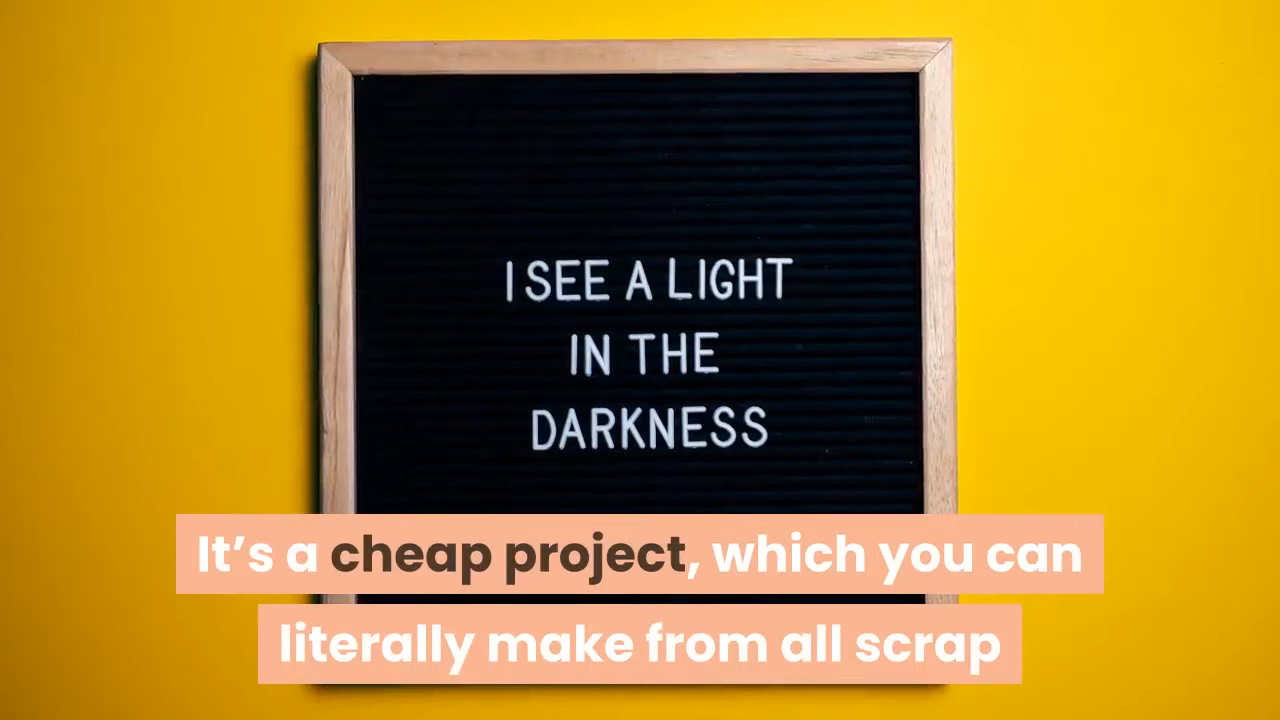 I SEE A LIGHT
IN THE
DARKNESS
It’s a cheap project, which you can
literally make from all scrap